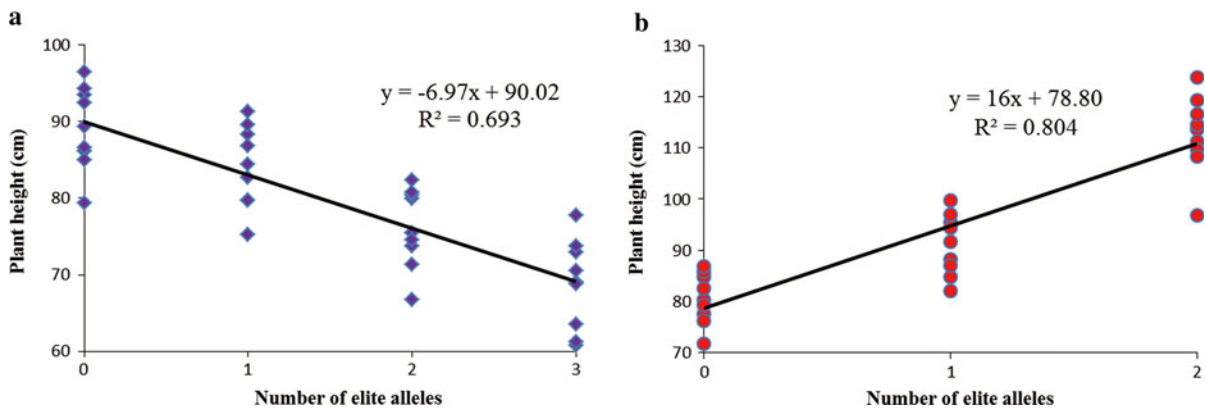 a
100
90
80
70
60
Plant height (cm)
y = -6.97x + 90.02
R² = 0.693
0 1 2 3
Number of elite alleles
b
130
120
110
100
90
80
70
Plant height (cm)
y = 16x + 78.80
R² = 0.804
0 1 2
Number of elite alleles